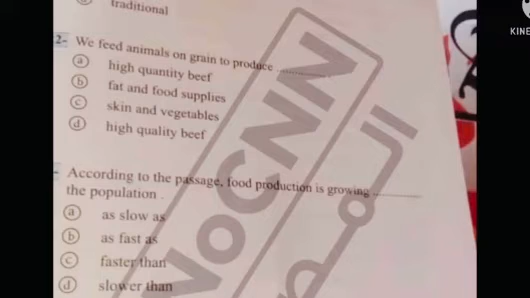 traditional
2- We feed animals on grain to produce ............
ⓐ high quantity beef
ⓑ fat and food supplies
ⓒ skin and vegetables
ⓓ high quality beef
- According to the passage, food production is growing ............
the population .
ⓐ as slow as
ⓑ as fast as
ⓒ faster than
ⓓ slower than
NOCNN
KINE